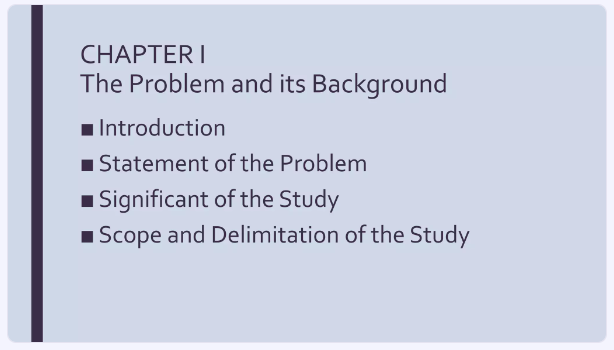 CHAPTER I
The Problem and its Background
■ Introduction
■ Statement of the Problem
■ Significant of the Study
■ Scope and Delimitation of the Study